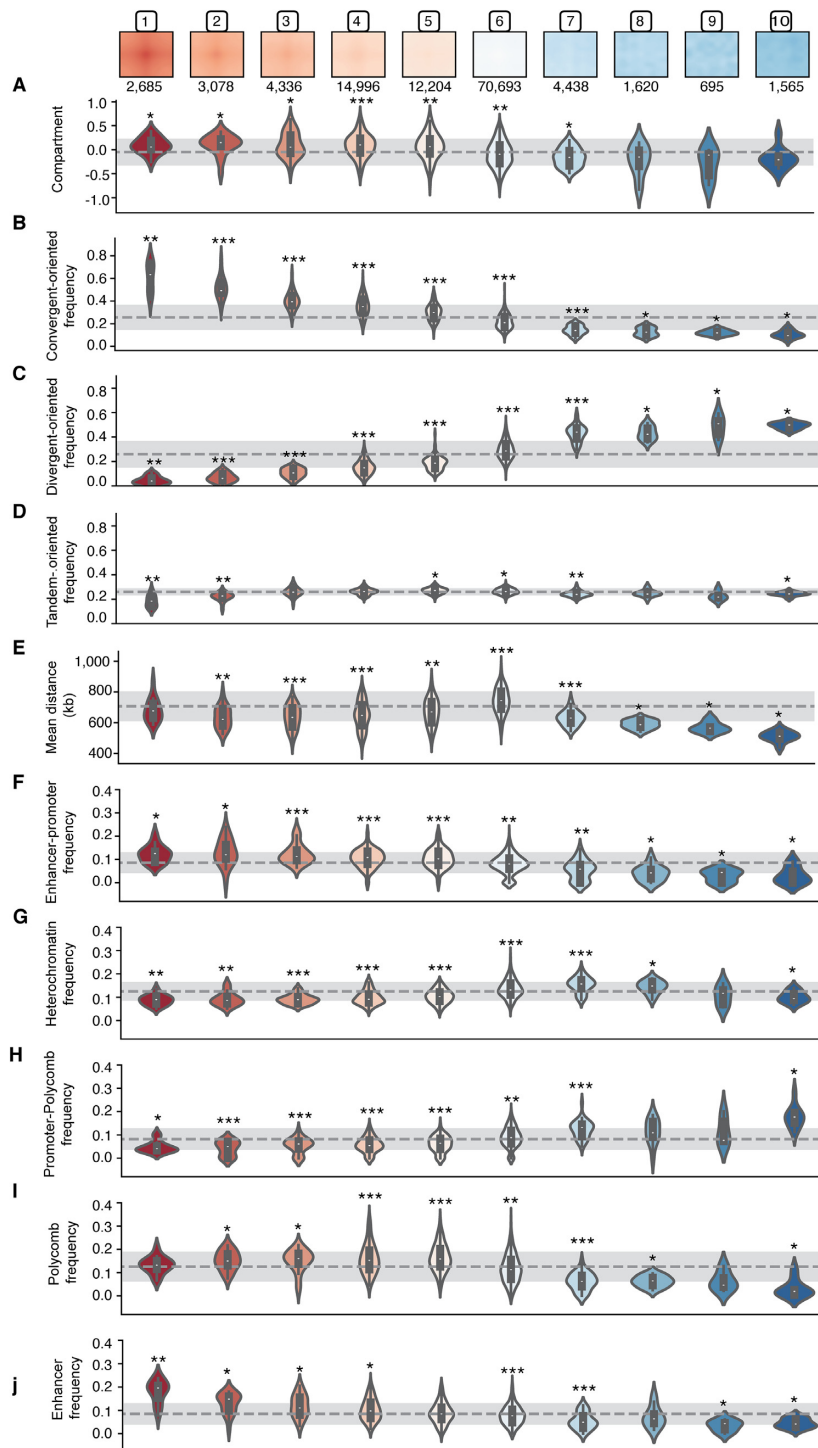 1 2 3 4 5 6 7 8 9 10
2,685 3,078 4,336 14,996 12,204 70,693 4,438 1,620 695 1,565
A
Compartment
1.0
0.5
0.0
-0.5
-1.0
* * * *** ** ** *
B
Convergent-oriented
frequency
0.8
0.6
0.4
0.2
0.0
** *** *** *** *** *** *** * * *
C
Divergent-oriented
frequency
0.8
0.6
0.4
0.2
0.0
** *** *** *** *** *** *** * * *
D
Tandem-.oriented
frequency
0.8
0.6
0.4
0.2
0.0
** ** * * ** *
E
Mean distance
(kb)
1,000
800
600
400
** *** *** ** *** *** * * *
F
Enhancer-promoter
frequency
0.4
0.3
0.2
0.1
0.0
* * *** *** *** ** ** * * *
G
Heterochromatin
frequency
0.4
0.3
0.2
0.1
0.0
** ** *** *** *** *** *** * *
H
Promoter-Polycomb
frequency
0.4
0.3
0.2
0.1
0.0
* *** *** *** *** ** *** *
I
Polycomb
frequency
0.4
0.3
0.2
0.1
0.0
* * *** *** ** *** * *
j
Enhancer
frequency
0.4
0.3
0.2
0.1
0.0
** * * * *** *** * *